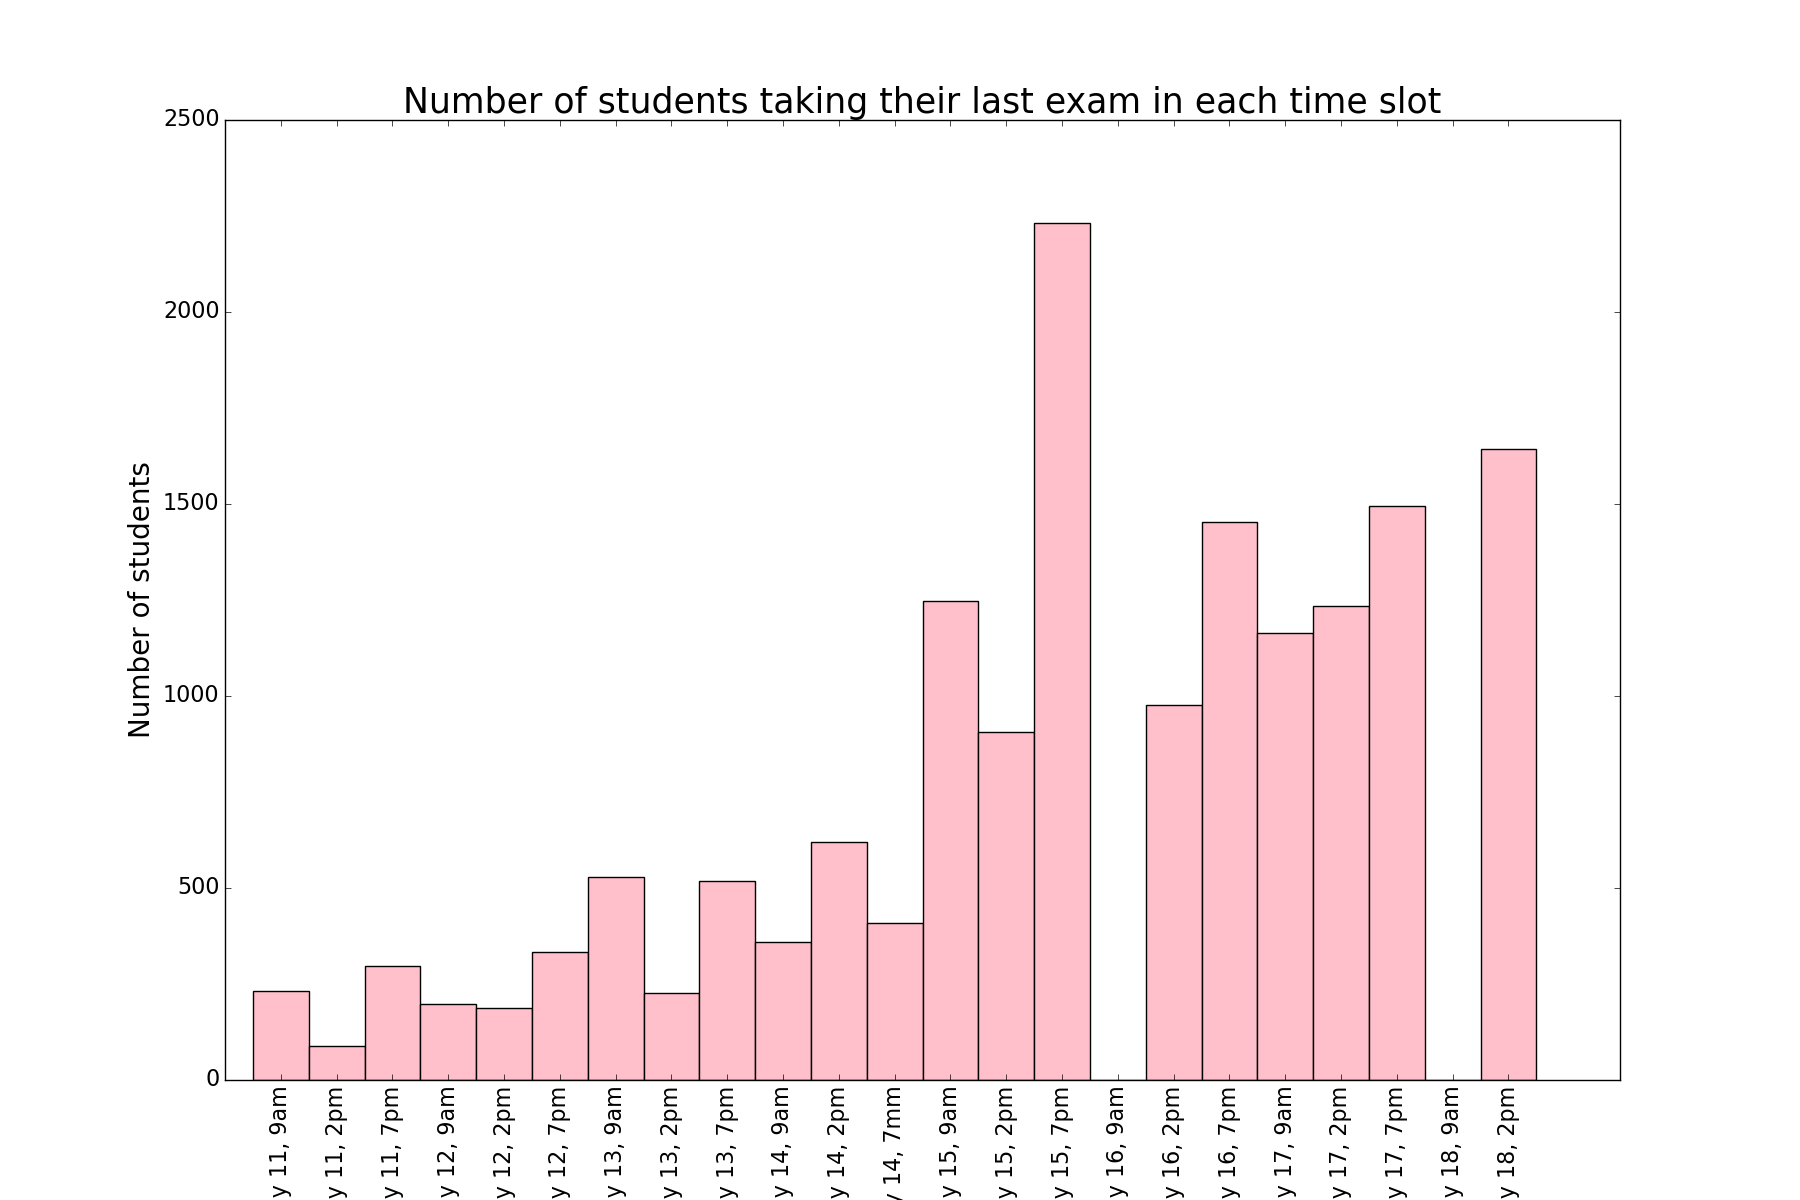 Number of students taking their last exam in each time slot
2500
2000
1500
1000
500
0
Number of students
y 11, 9am
y 11, 2pm
y 11, 7pm
y 12, 9am
y 12, 2pm
y 12, 7pm
y 13, 9am
y 13, 2pm
y 13, 7pm
y 14, 9am
y 14, 2pm
y 14, 7mm
y 15, 9am
y 15, 2pm
y 15, 7pm
y 16, 9am
y 16, 2pm
y 16, 7pm
y 17, 9am
y 17, 2pm
y 17, 7pm
y 18, 9am
y 18, 2pm